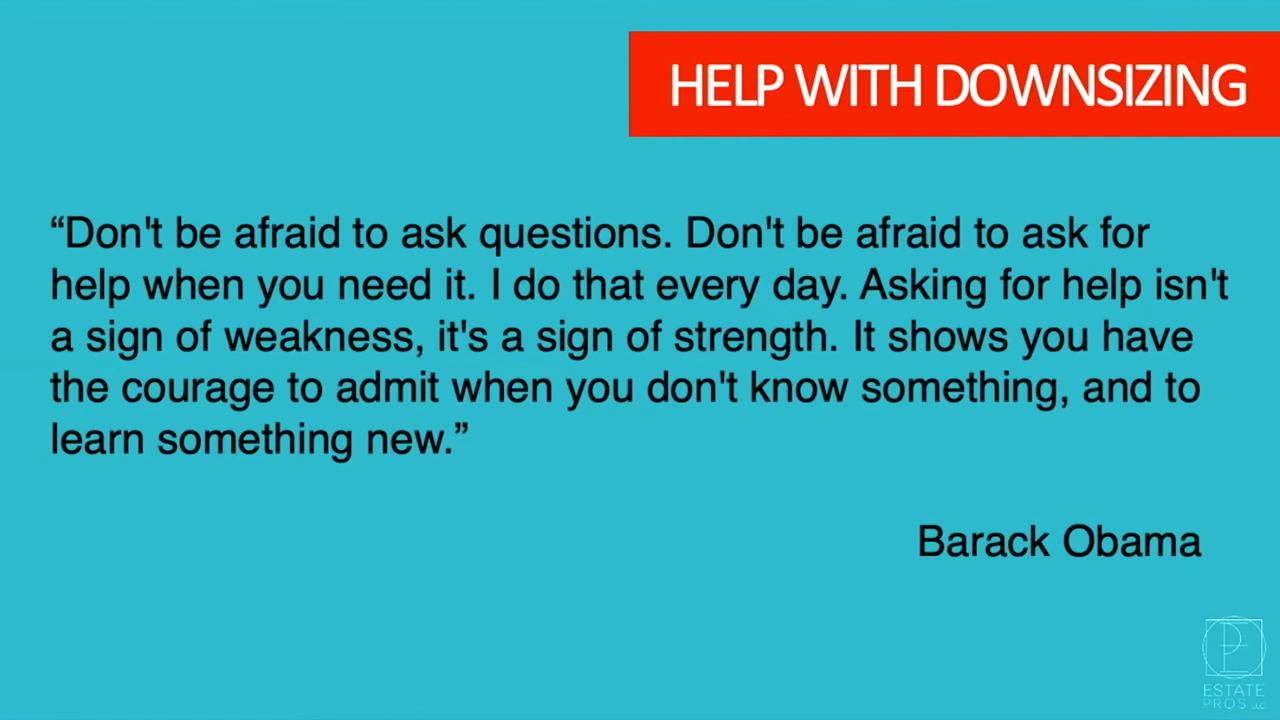 HELP WITH DOWNSIZING
“Don't be afraid to ask questions. Don't be afraid to ask for
help when you need it. I do that every day. Asking for help isn't
a sign of weakness, it's a sign of strength. It shows you have
the courage to admit when you don't know something, and to
learn something new.”
Barack Obama
ESTATE
PROS LLC